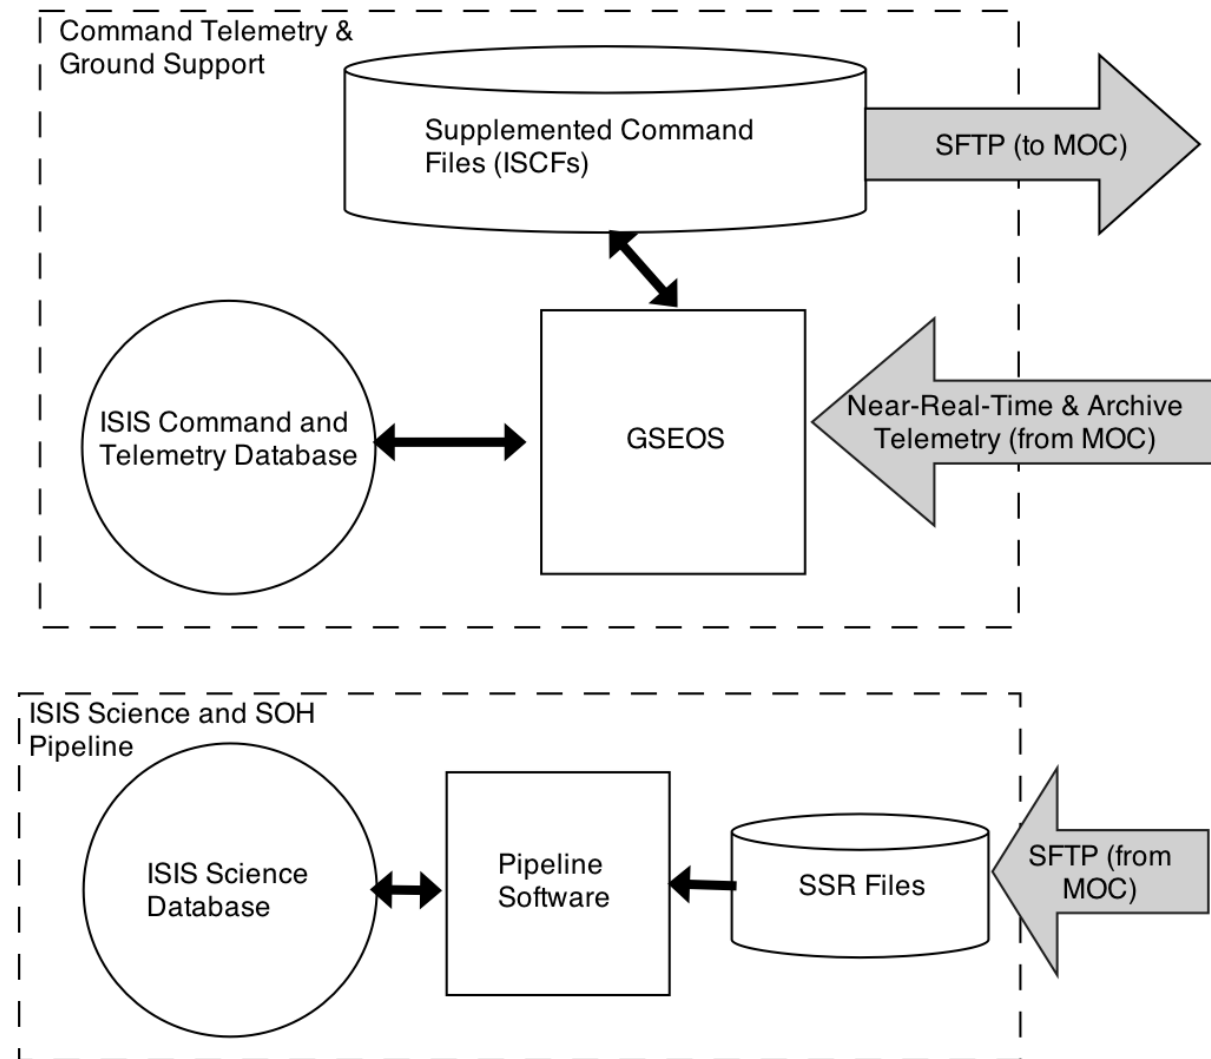 Command Telemetry &
Ground Support
Supplemented Command
Files (ISCFs)
SFTP (to MOC)
ISIS Command and
Telemetry Database
GSEOS
Near-Real-Time & Archive
Telemetry (from MOC)
ISIS Science and SOH
Pipeline
ISIS Science
Database
Pipeline
Software
SSR Files
SFTP (from
MOC)